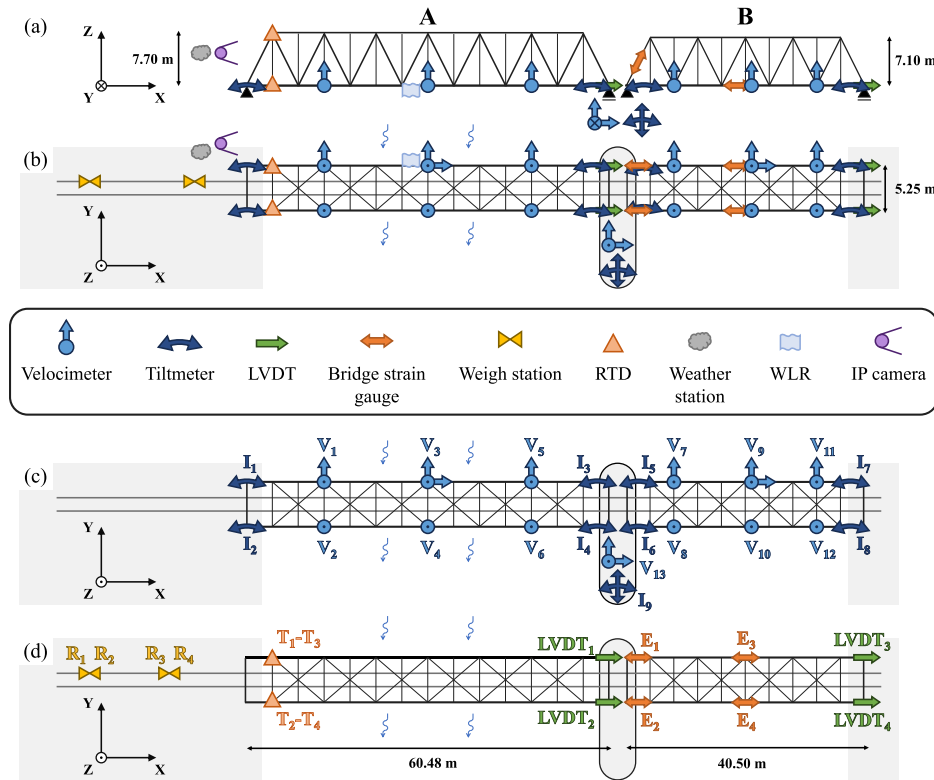 (a)
Z
Y
X
7.70 m
A
B
7.10 m
(b)
Y
Z
X
5.25 m
Velocimeter
Tiltmeter
LVDT
Bridge strain
gauge
Weigh station
RTD
Weather
station
WLR
IP camera
(c)
I1
V1
V3
V5
I3
I5
V7
V9
V11
I7
I2
V2
V4
V6
I4
I6
V8
V10
V12
I8
V13
I9
Y
Z
X
(d)
R1 R2 R3 R4
T1-T3
LVDT1
E1
E3
LVDT3
T2-T4
LVDT2
E2
E4
LVDT4
Y
Z
X
60.48 m
40.50 m